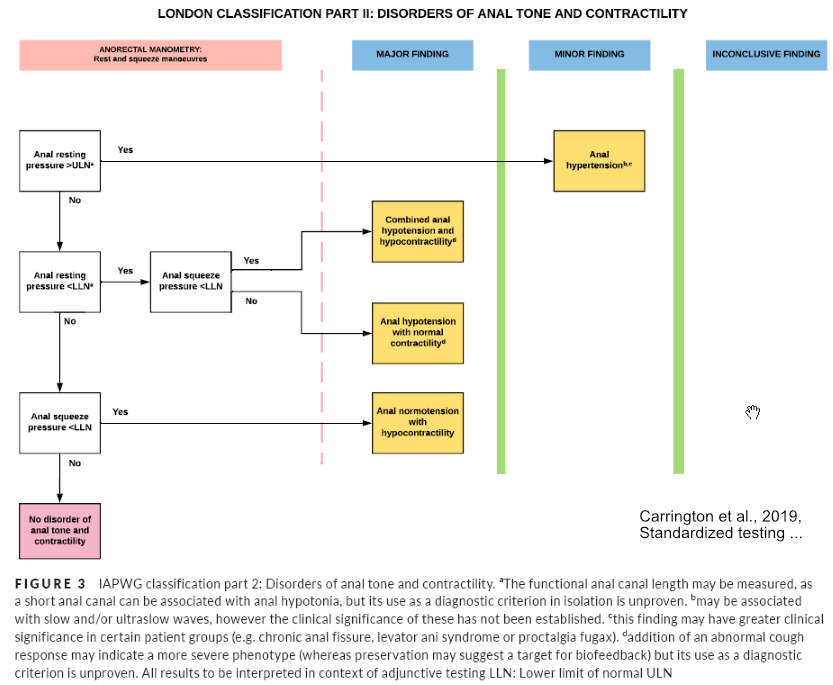 LONDON CLASSIFICATION PART II: DISORDERS OF ANAL TONE AND CONTRACTILITY
ANORECTAL MANOMETRY:
Rest and squeeze manoeuvres
MAJOR FINDING
MINOR FINDING
INCONCLUSIVE FINDING
Anal resting
pressure >ULNᵃ
Yes
Anal
hypertensionᵇ,ᶜ
No
Combined anal
hypotension and
hypocontractilityᵈ
Anal resting
pressure <LLNᵃ
Yes
Anal squeeze
pressure <LLN
Yes
No
Anal hypotension
with normal
contractilityᵈ
No
Anal squeeze
pressure <LLN
Yes
Anal normotension
with
hypocontractility
No
No disorder of
anal tone and
contractility
Carrington et al., 2019,
Standardized testing ...
FIGURE 3 IAPWG classification part 2: Disorders of anal tone and contractility. ᵃThe functional anal canal length may be measured, as
a short anal canal can be associated with anal hypotonia, but its use as a diagnostic criterion in isolation is unproven. ᵇmay be associated
with slow and/or ultraslow waves, however the clinical significance of these has not been established. ᶜthis finding may have greater clinical
significance in certain patient groups (e.g. chronic anal fissure, levator ani syndrome or proctalgia fugax). ᵈaddition of an abnormal cough
response may indicate a more severe phenotype (whereas preservation may suggest a target for biofeedback) but its use as a diagnostic
criterion is unproven. All results to be interpreted in context of adjunctive testing LLN: Lower limit of normal ULN